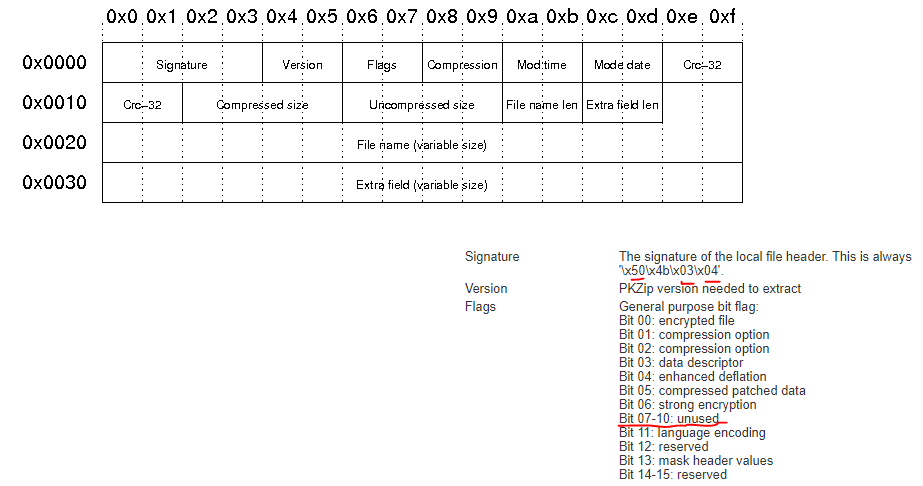 0x0 0x1 0x2 0x3 0x4 0x5 0x6 0x7 0x8 0x9 0xa 0xb 0xc 0xd 0xe 0xf
0x0000 Signature Version Flags Compression Mod time Mode date Crc-32
0x0010 Crc-32 Compressed size Uncompressed size File name len Extra field len
0x0020 File name (variable size)
0x0030 Extra field (variable size)
Signature The signature of the local file header. This is always
'\x50\x4b\x03\x04'.
Version PKZip version needed to extract
Flags General purpose bit flag:
Bit 00: encrypted file
Bit 01: compression option
Bit 02: compression option
Bit 03: data descriptor
Bit 04: enhanced deflation
Bit 05: compressed patched data
Bit 06: strong encryption
Bit 07-10: unused
Bit 11: language encoding
Bit 12: reserved
Bit 13: mask header values
Bit 14-15: reserved